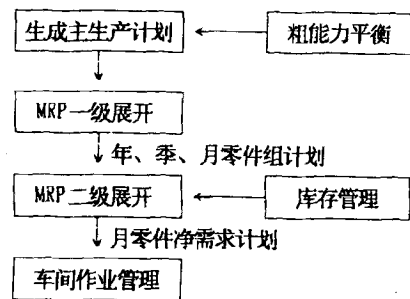 生成主生产计划
粗能力平衡
MRP一级展开
年、季、月零件组计划
MRP二级展开
库存管理
月零件净需求计划
车间作业管理